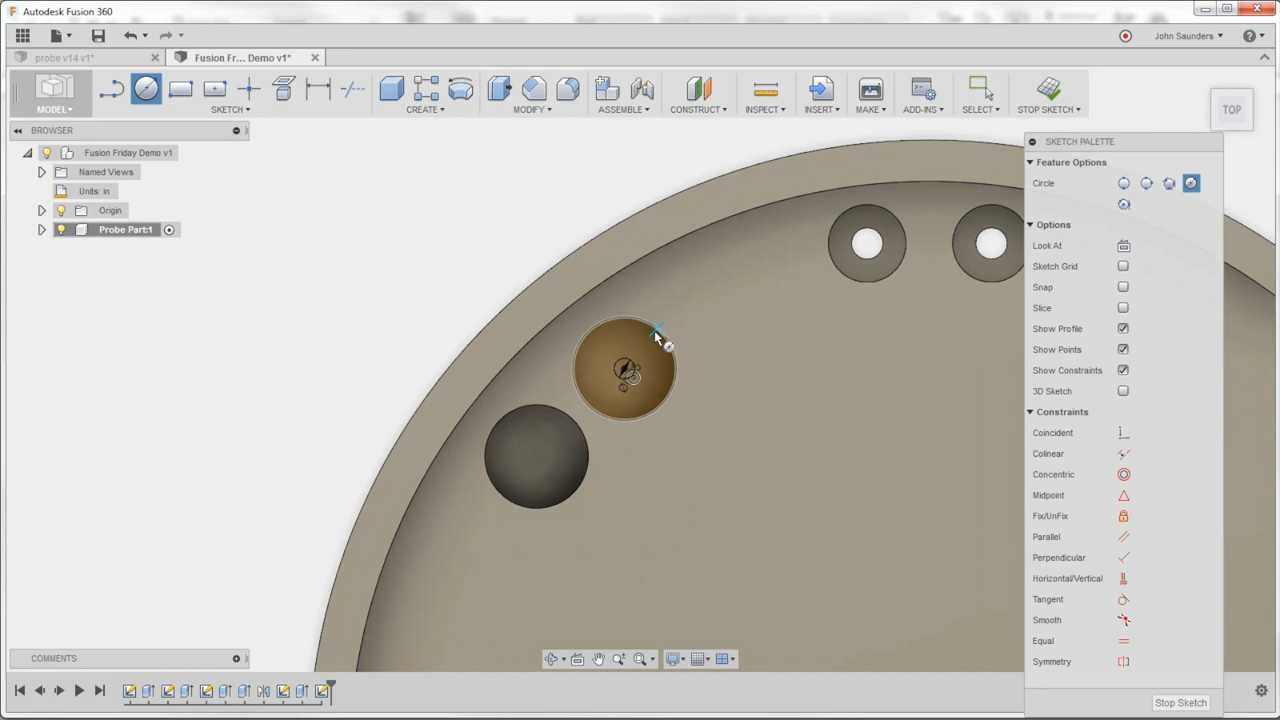 Autodesk Fusion 360
John Saunders
probe v14 v1*
Fusion Fr... Demo v1*
MODEL
SKETCH
CREATE
MODIFY
ASSEMBLE
CONSTRUCT
INSPECT
INSERT
MAKE
ADD-INS
SELECT
STOP SKETCH
TOP
BROWSER
Fusion Friday Demo v1
Named Views
Units: in
Origin
Probe Part:1
SKETCH PALETTE
Feature Options
Circle
Options
Look At
Sketch Grid
Snap
Slice
Show Profile
Show Points
Show Constraints
3D Sketch
Constraints
Coincident
Colinear
Concentric
Midpoint
Fix/UnFix
Parallel
Perpendicular
Horizontal/Vertical
Tangent
Smooth
Equal
Symmetry
Stop Sketch
COMMENTS